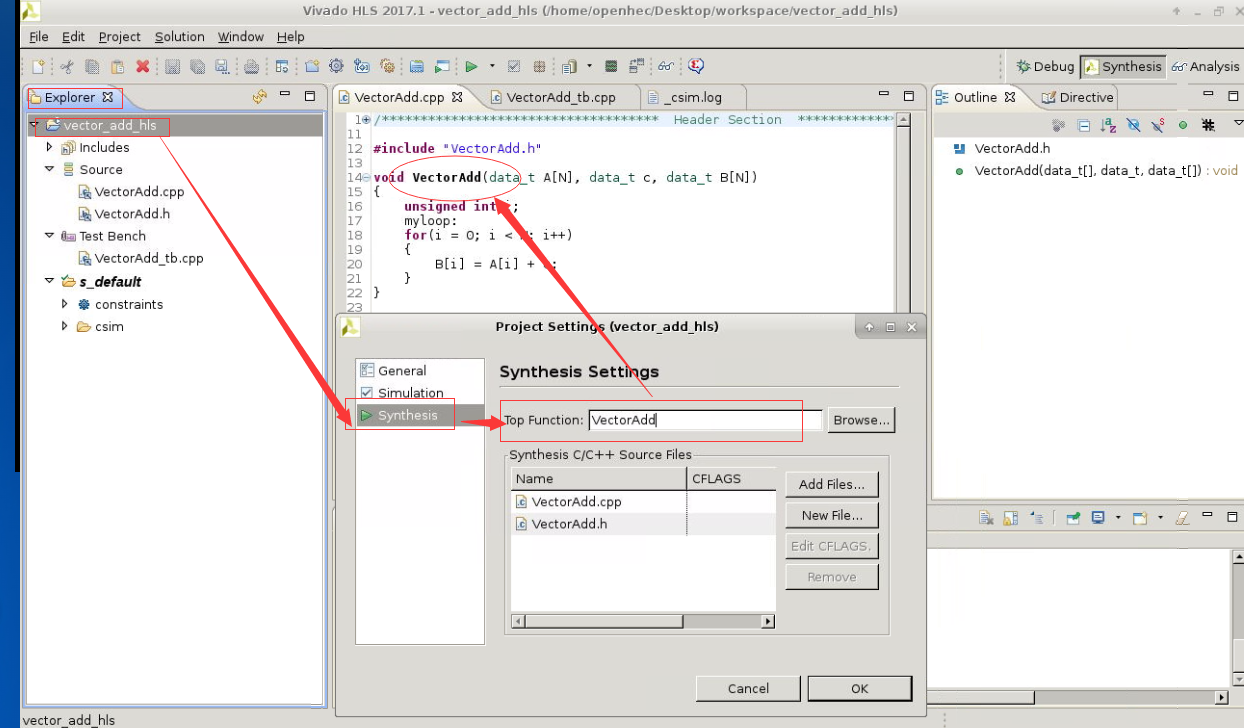 Vivado HLS 2017.1 - vector_add_hls (/home/openhec/Desktop/workspace/vector_add_hls)
File Edit Project Solution Window Help
Debug Synthesis Analysis
Explorer
vector_add_hls
Includes
Source
VectorAdd.cpp
VectorAdd.h
Test Bench
VectorAdd_tb.cpp
s_default
constraints
csim
VectorAdd.cpp VectorAdd_tb.cpp _csim.log
1 /************************************** Header Section **************
11
12 #include "VectorAdd.h"
13
14 void VectorAdd(data_t A[N], data_t c, data_t B[N])
15 {
16 unsigned int ;
17 myloop:
18 for(i = 0; i < ; i++)
19 {
20 B[i] = A[i] + ;
21 }
22 }
23
Outline Directive
VectorAdd.h
VectorAdd(data_t[], data_t, data_t[]) : void
Project Settings (vector_add_hls)
General
Simulation
Synthesis
Synthesis Settings
Top Function: VectorAdd Browse...
Synthesis C/C++ Source Files
Name CFLAGS
VectorAdd.cpp
VectorAdd.h
Add Files...
New File...
Edit CFLAGS.
Remove
Cancel OK
vector_add_hls